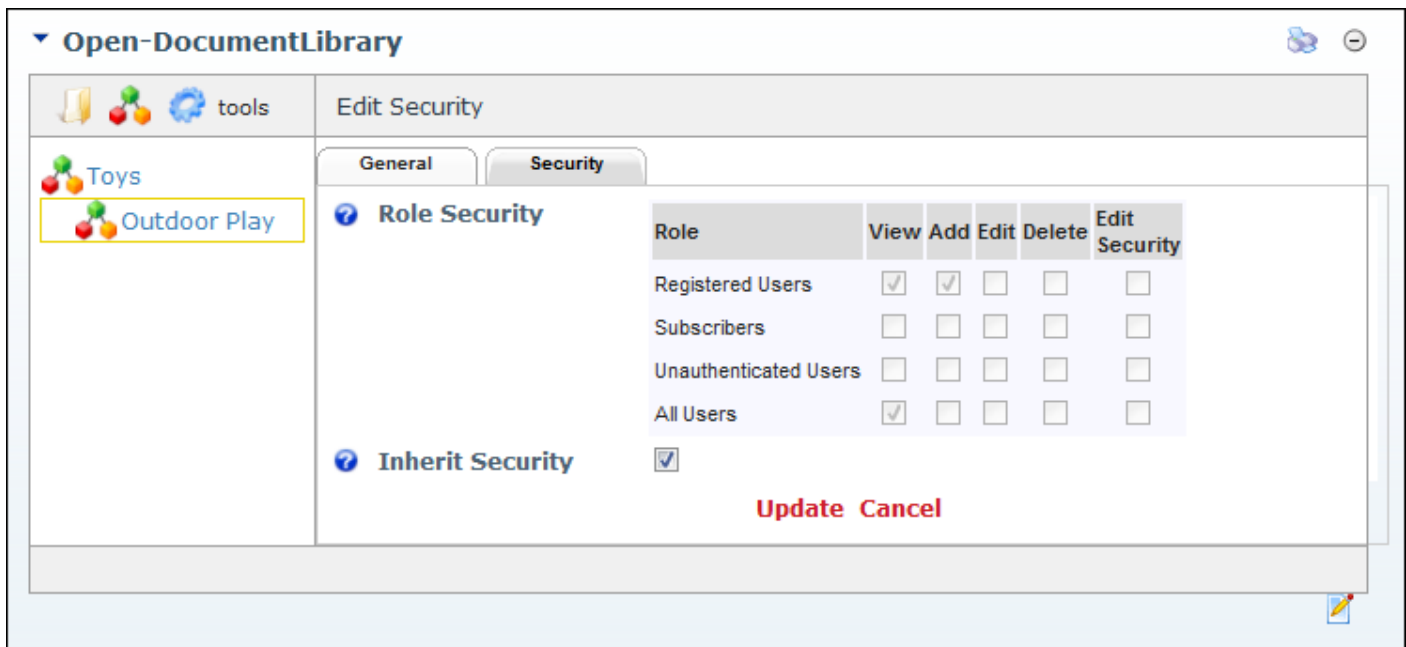 Open-DocumentLibrary
tools
Edit Security
Toys
Outdoor Play
General
Security
Role Security
Role View Add Edit Delete Edit Security
Registered Users
Subscribers
Unauthenticated Users
All Users
Inherit Security
Update Cancel